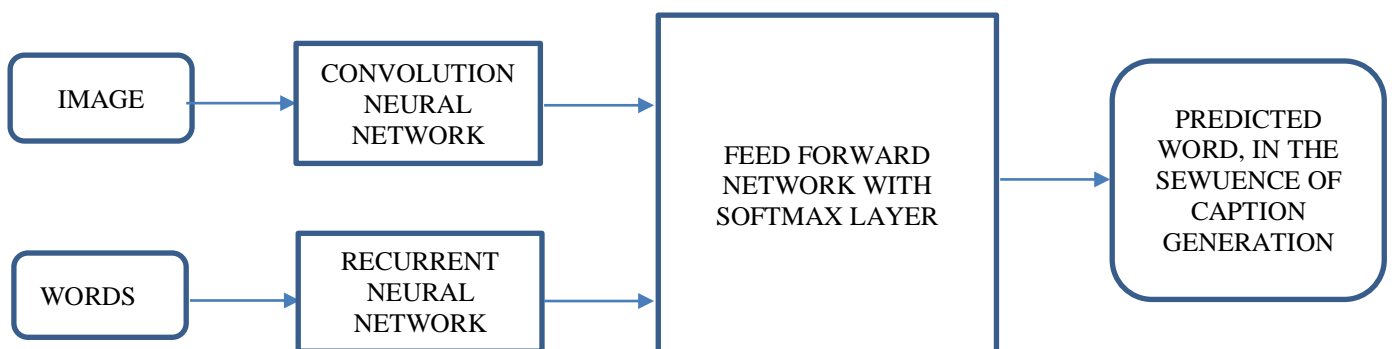 IMAGE
CONVOLUTION
NEURAL
NETWORK
WORDS
RECURRENT
NEURAL
NETWORK
FEED FORWARD
NETWORK WITH
SOFTMAX LAYER
PREDICTED
WORD, IN THE
SEWUENCE OF
CAPTION
GENERATION